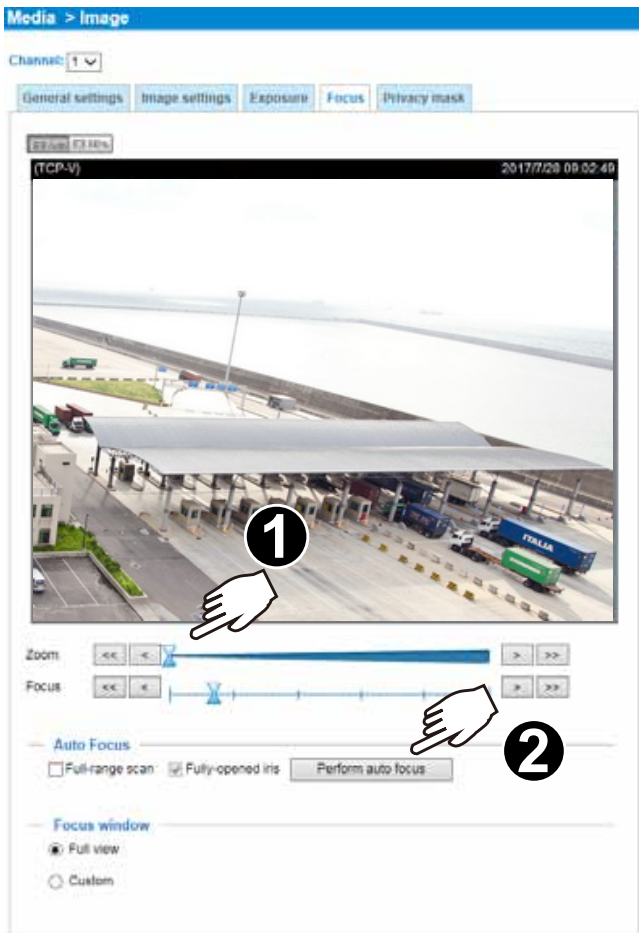 Media > Image
Channel: 1
General settings Image settings Exposure Focus Privacy mask
(TCP-V) 2017/7/28 09:02:49
ITALIA
1
Zoom << < > >>
Focus << < > >>
2
Auto Focus
Full-range scan Fully-opened iris Perform auto focus
Focus window
Full view
Custom